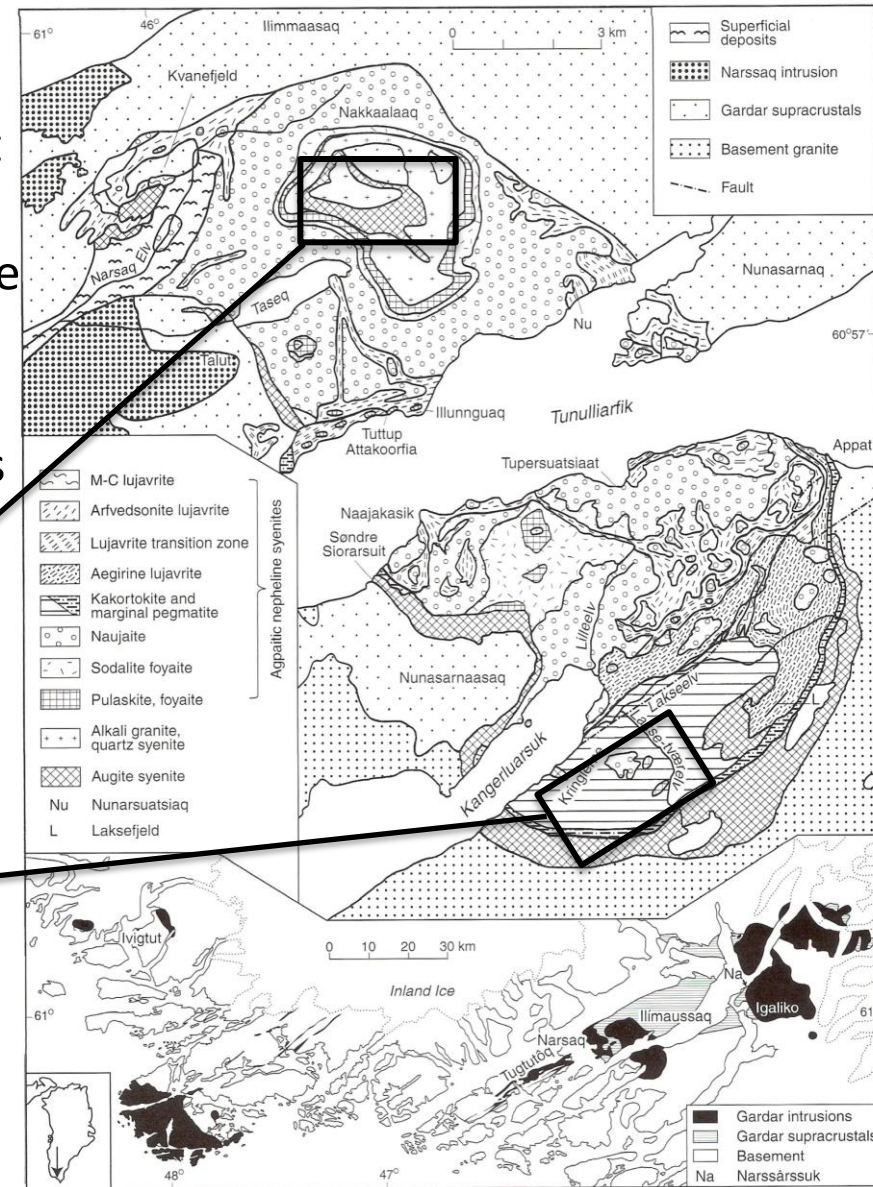 Ilimmaasaq
61°
46°
0 3 km
Kvanefjeld
Nakkaalaaq
Superficial
deposits
Narssaq intrusion
Gardar supracrustals
Basement granite
Fault
e
Narsaq Elv
Taseq
Nunasarnaq
Nu
60°57'
Talut
Illunnguaq
Tuttup
Attakoorfia
Tunulliarfik
s
Appat
Tupersuatsiaat
M-C lujavrite
Arfvedsonite lujavrite
Lujavrite transition zone
Aegirine lujavrite
Kakortokite and
marginal pegmatite
Naujaite
Sodalite foyaite
Pulaskite, foyaite
Agpaitic nepheline syenites
Alkali granite,
quartz syenite
Augite syenite
Nu Nunarsuatsiaq
L Laksefjeld
Naajakasik
Søndre
Siorarsuit
Lilleelv
Nunasarnaasaq
L
Lakseelv
Kangerluarsuk
Ivigtut
0 10 20 30 km
Inland Ice
Na
Igaliko
61°
61°
Ilimaussaq
Narsaq
Tugtutôq
Gardar intrusions
Gardar supracrustals
Basement
Na Narssârssuk
48°
47°